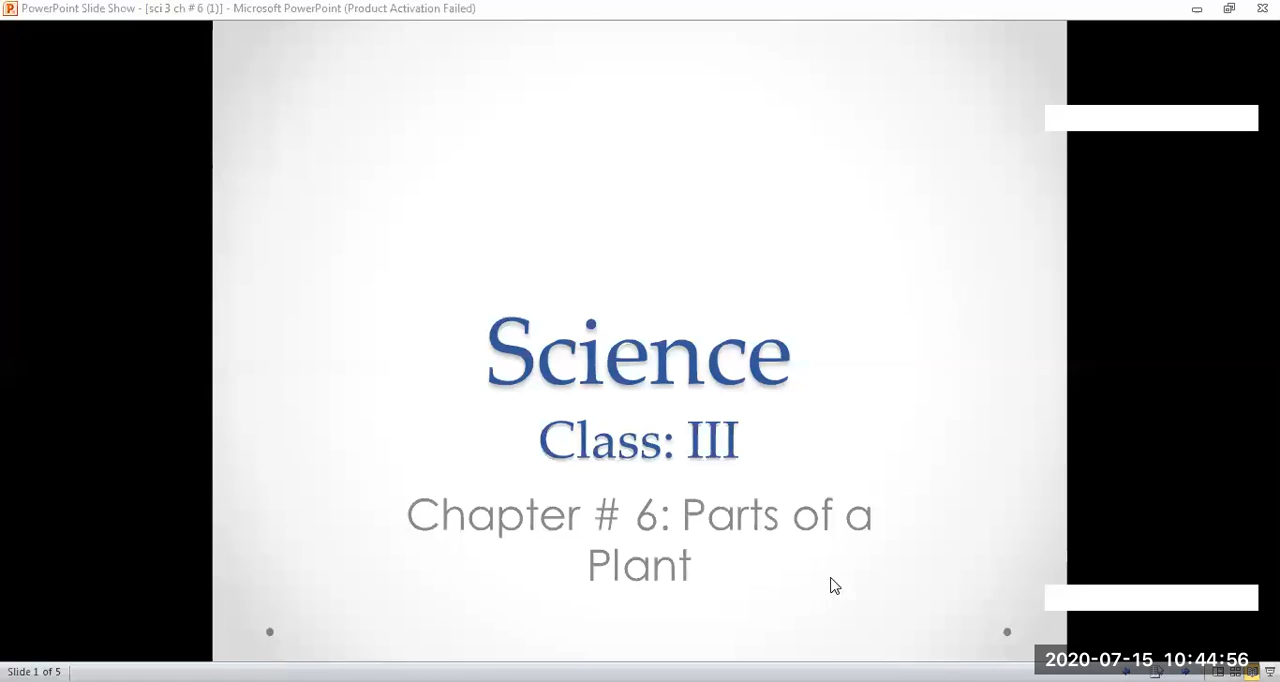 PowerPoint Slide Show - [sci 3 ch # 6 (1)] - Microsoft PowerPoint (Product Activation Failed)
Science
Class: III
Chapter # 6: Parts of a
Plant
2020-07-15 10:44:56
Slide 1 of 5